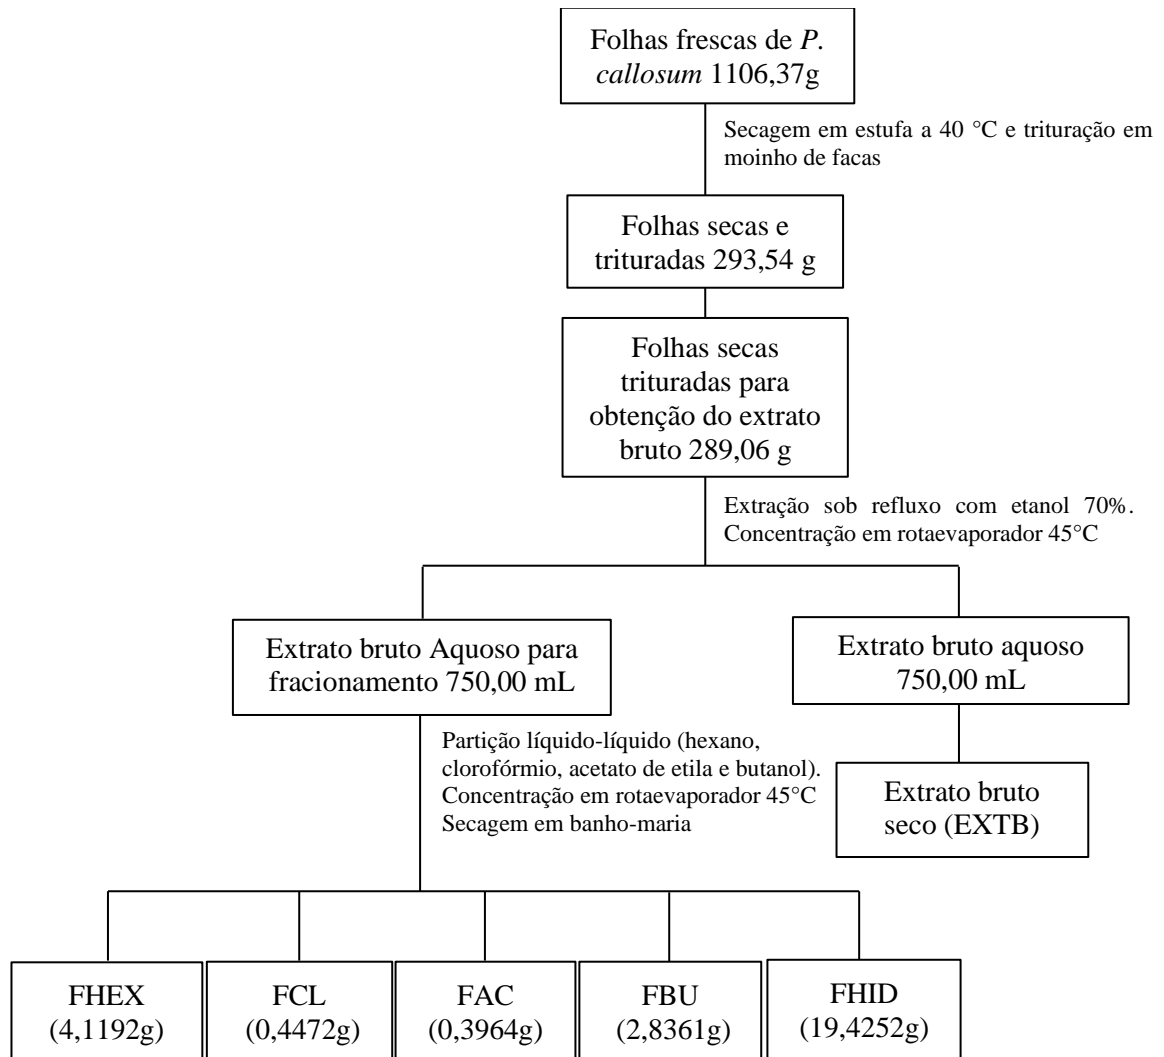 Folhas frescas de P.
callosum 1106,37g
Secagem em estufa a 40 °C e trituração em
moinho de facas
Folhas secas e
trituradas 293,54 g
Folhas secas
trituradas para
obtenção do extrato
bruto 289,06 g
Extração sob refluxo com etanol 70%.
Concentração em rotaevaporador 45°C
Extrato bruto Aquoso para
fracionamento 750,00 mL
Extrato bruto aquoso
750,00 mL
Partição líquido-líquido (hexano,
clorofórmio, acetato de etila e butanol).
Concentração em rotaevaporador 45°C
Secagem em banho-maria
Extrato bruto
seco (EXTB)
FHEX
(4,1192g)
FCL
(0,4472g)
FAC
(0,3964g)
FBU
(2,8361g)
FHID
(19,4252g)